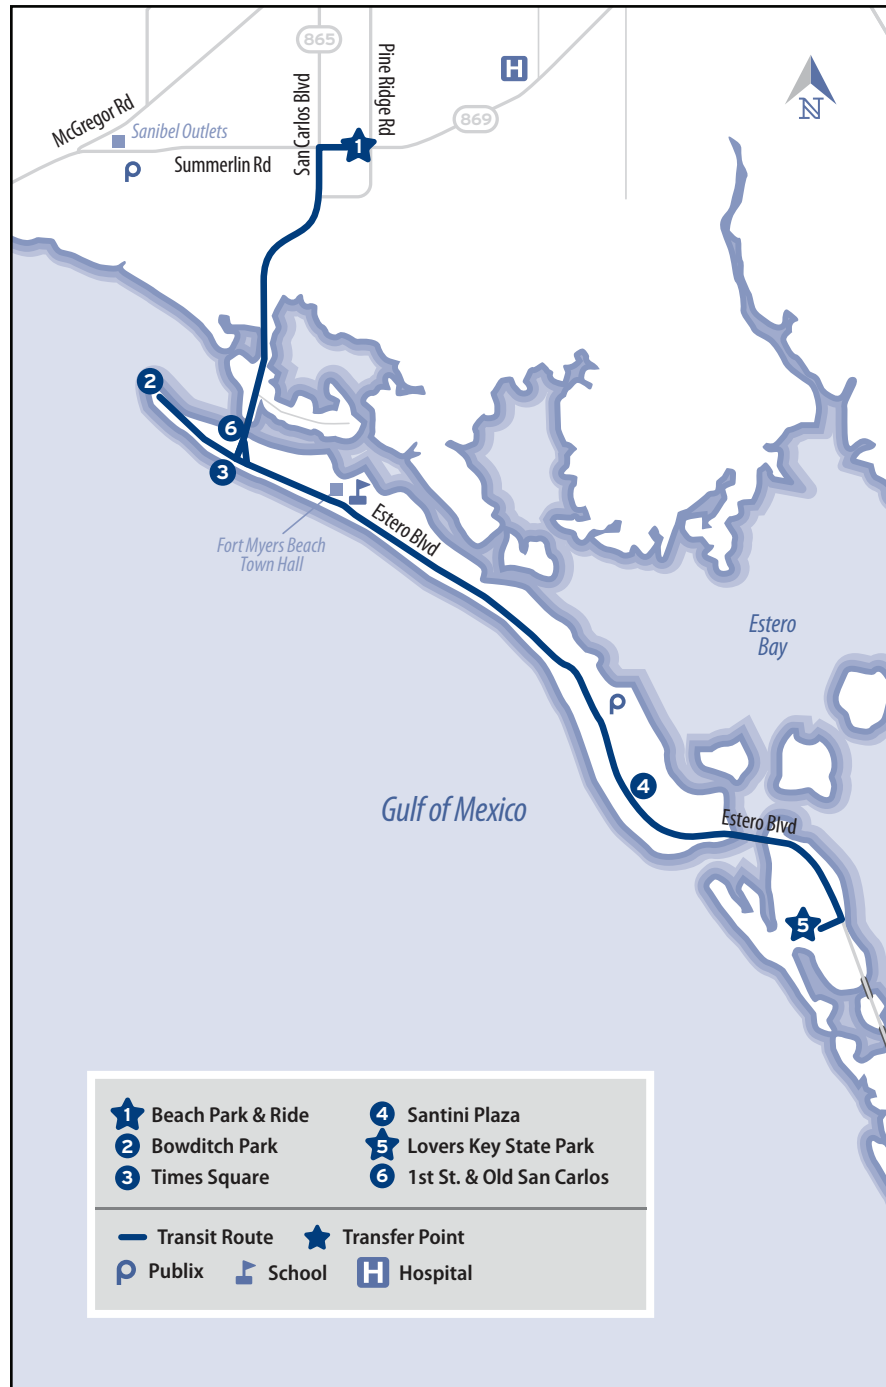 865
Pine Ridge Rd
San Carlos Blvd
H
N
McGregor Rd
Sanibel Outlets
869
1
Summerlin Rd
2
6
3
Fort Myers Beach
Town Hall
Estero Blvd
Estero
Bay
4
Gulf of Mexico
Estero Blvd
5
1 Beach Park & Ride
2 Bowditch Park
3 Times Square
4 Santini Plaza
5 Lovers Key State Park
6 1st St. & Old San Carlos
Transit Route
Transfer Point
Publix
School
H Hospital